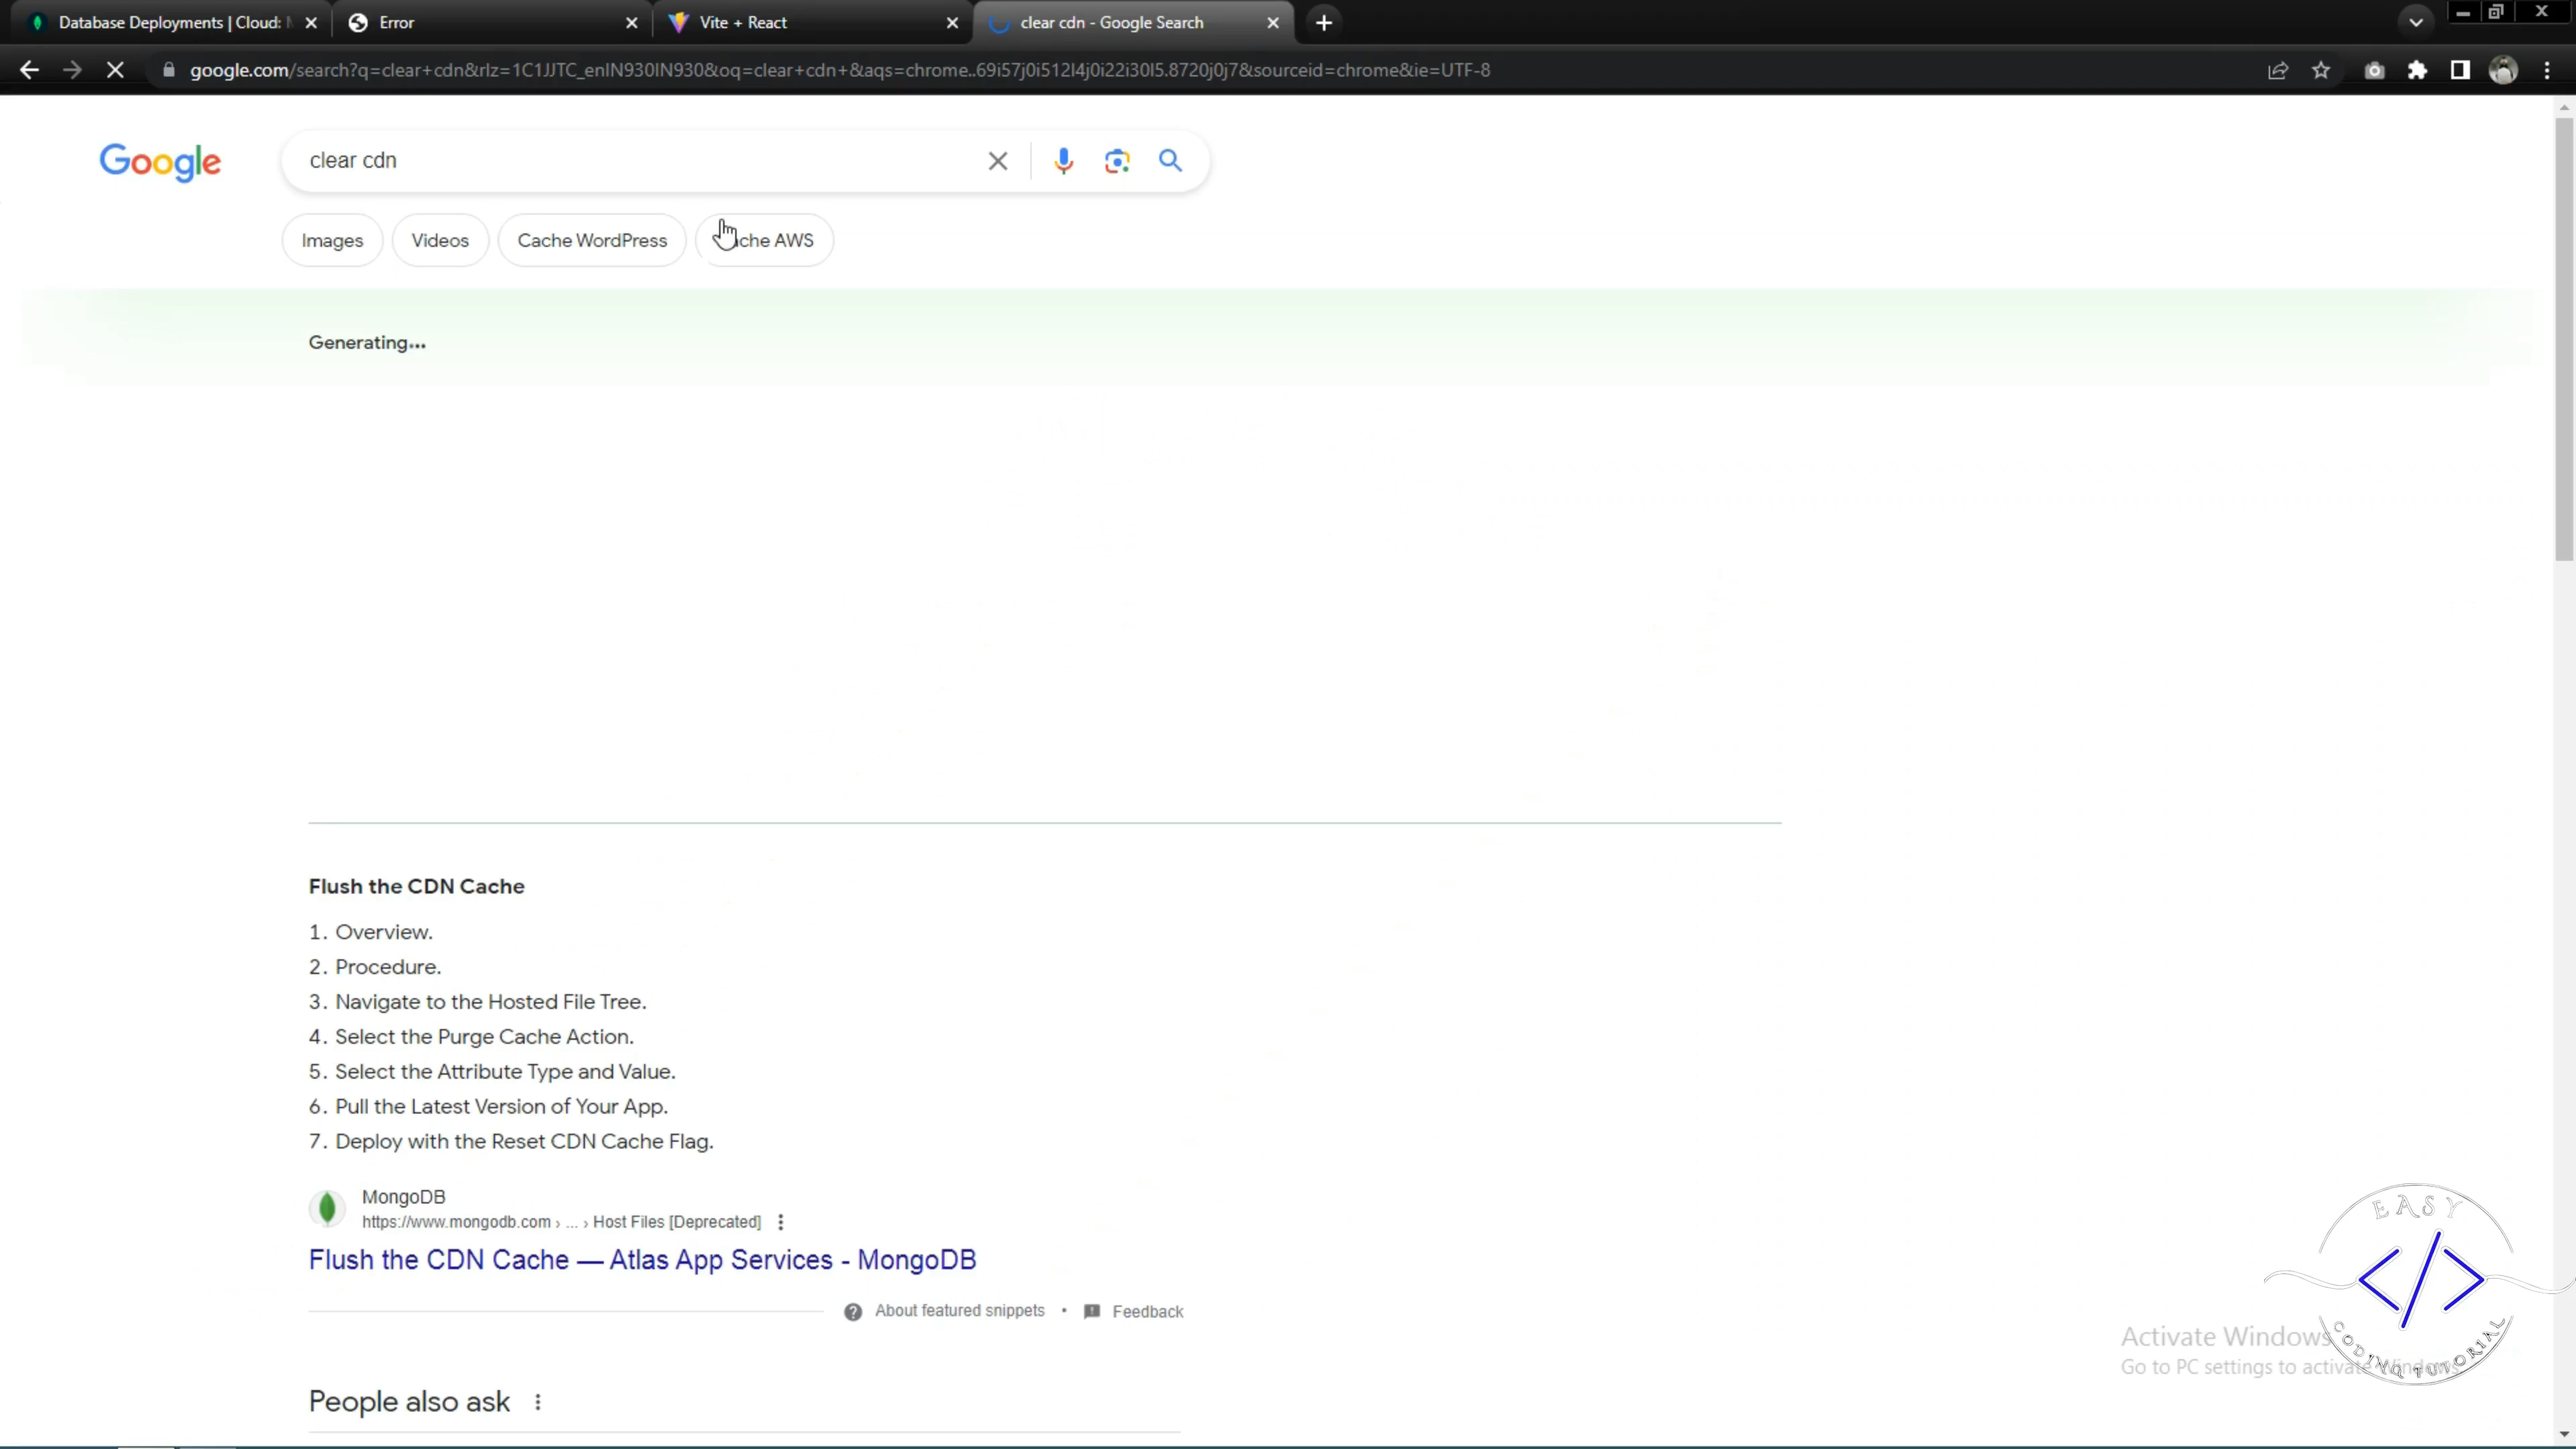 Database Deployments | Cloud:
Error
Vite + React
clear cdn - Google Search
google.com/search?q=clear+cdn&rlz=1C1JJTC_enIN930IN930&oq=clear+cdn+&aqs=chrome..69i57j0i512l4j0i22i30l5.8720j0j7&sourceid=chrome&ie=UTF-8
Google
clear cdn
Images
Videos
Cache WordPress
che AWS
Generating...
Flush the CDN Cache
1. Overview.
2. Procedure.
3. Navigate to the Hosted File Tree.
4. Select the Purge Cache Action.
5. Select the Attribute Type and Value.
6. Pull the Latest Version of Your App.
7. Deploy with the Reset CDN Cache Flag.
MongoDB
https://www.mongodb.com › ... › Host Files [Deprecated]
Flush the CDN Cache — Atlas App Services - MongoDB
About featured snippets • Feedback
People also ask
EASY
CODING TUTORIAL
Activate Windows
Go to PC settings to activate Windows.